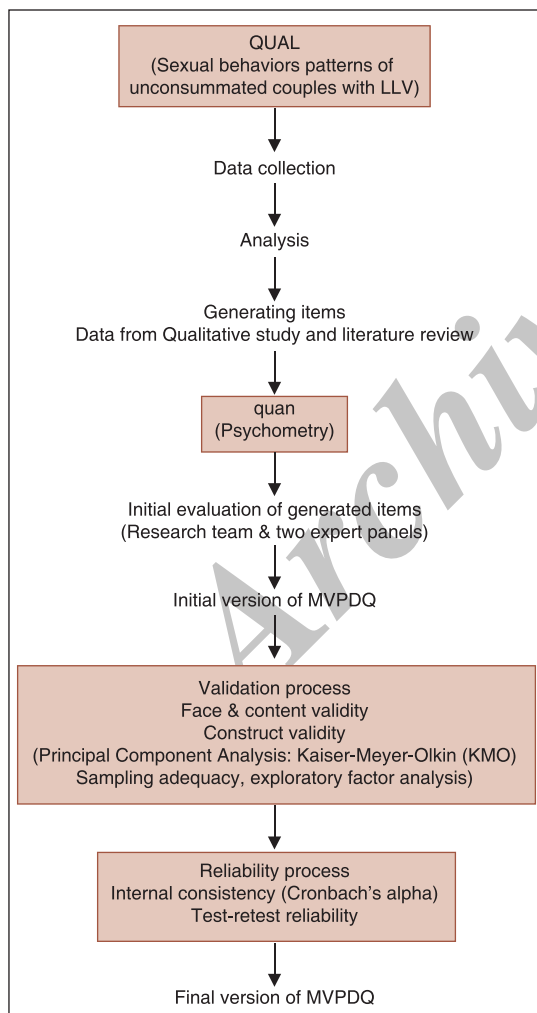 QUAL
(Sexual behaviors patterns of
unconsummated couples with LLV)
Data collection
Analysis
Generating items
Data from Qualitative study and literature review
quan
(Psychometry)
Initial evaluation of generated items
(Research team & two expert panels)
Initial version of MVPDQ
Validation process
Face & content validity
Construct validity
(Principal Component Analysis: Kaiser-Meyer-Olkin (KMO)
Sampling adequacy, exploratory factor analysis)
Reliability process
Internal consistency (Cronbach's alpha)
Test-retest reliability
Final version of MVPDQ
Archiv